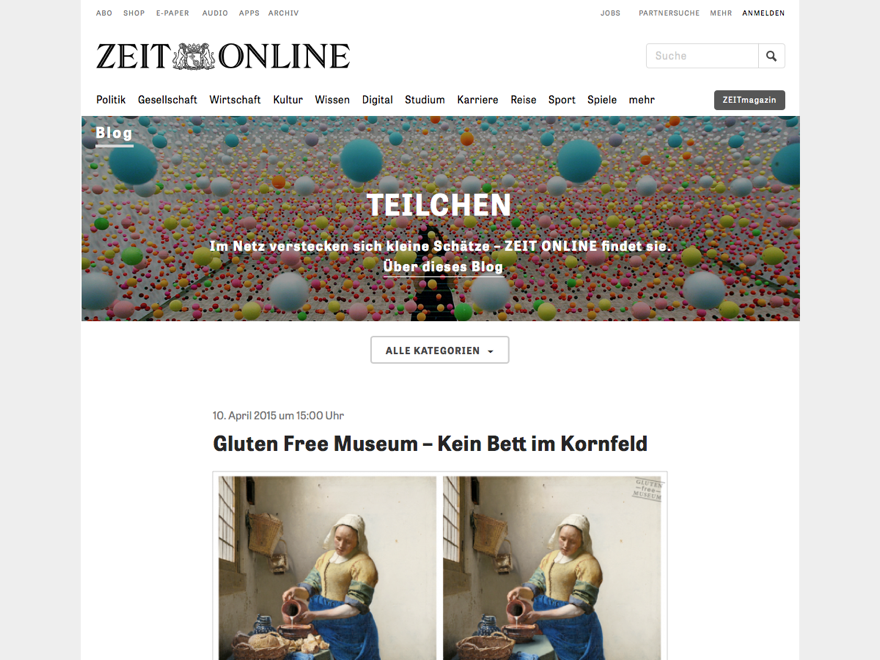 ABO SHOP E-PAPER AUDIO APPS ARCHIV JOBS PARTNERSUCHE MEHR ANMELDEN
ZEIT ONLINE
Suche
Politik Gesellschaft Wirtschaft Kultur Wissen Digital Studium Karriere Reise Sport Spiele mehr ZEITmagazin
Blog
TEILCHEN
Im Netz verstecken sich kleine Schätze – ZEIT ONLINE findet sie.
Über dieses Blog
ALLE KATEGORIEN
10. April 2015 um 15:00 Uhr
Gluten Free Museum – Kein Bett im Kornfeld
GLUTEN
free
MUSEUM